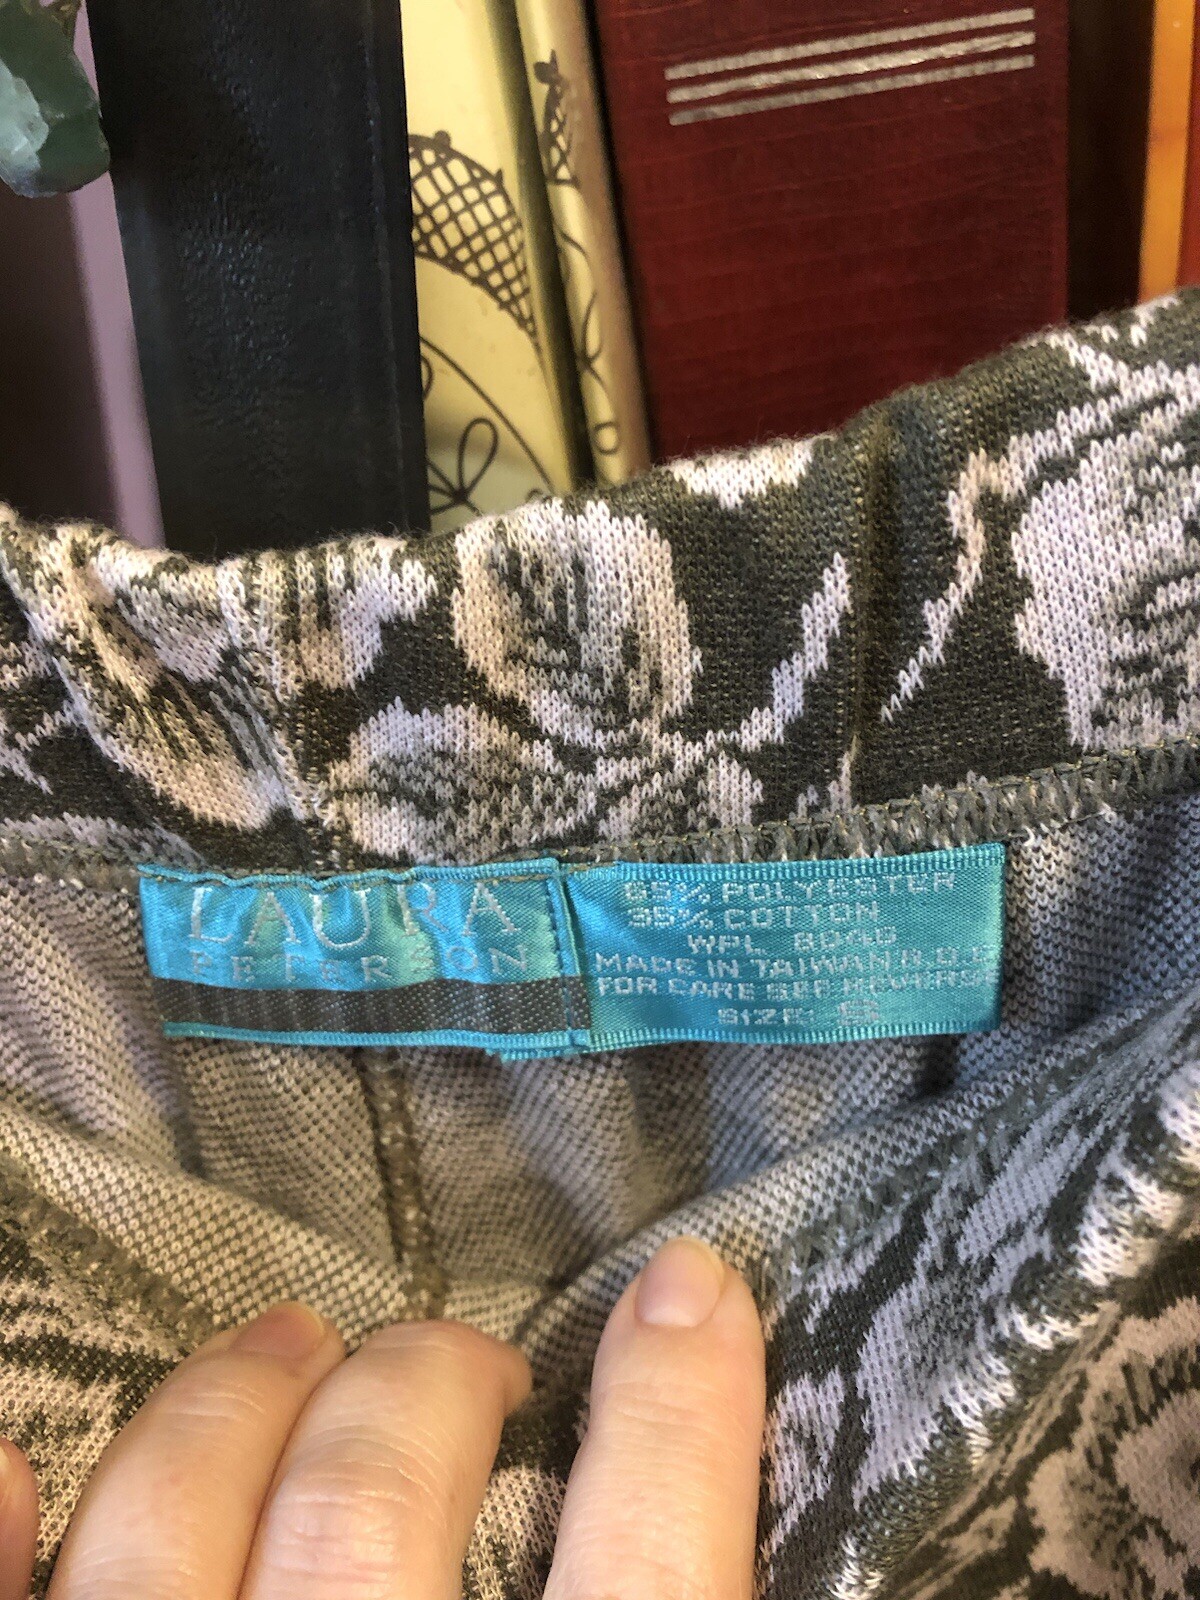 LAURA
PETERSON
65% POLYESTER
35% COTTON
WPL
MADE IN TAIWAN R.O.C
FOR CARE SEE REVERSE
SIZE: S